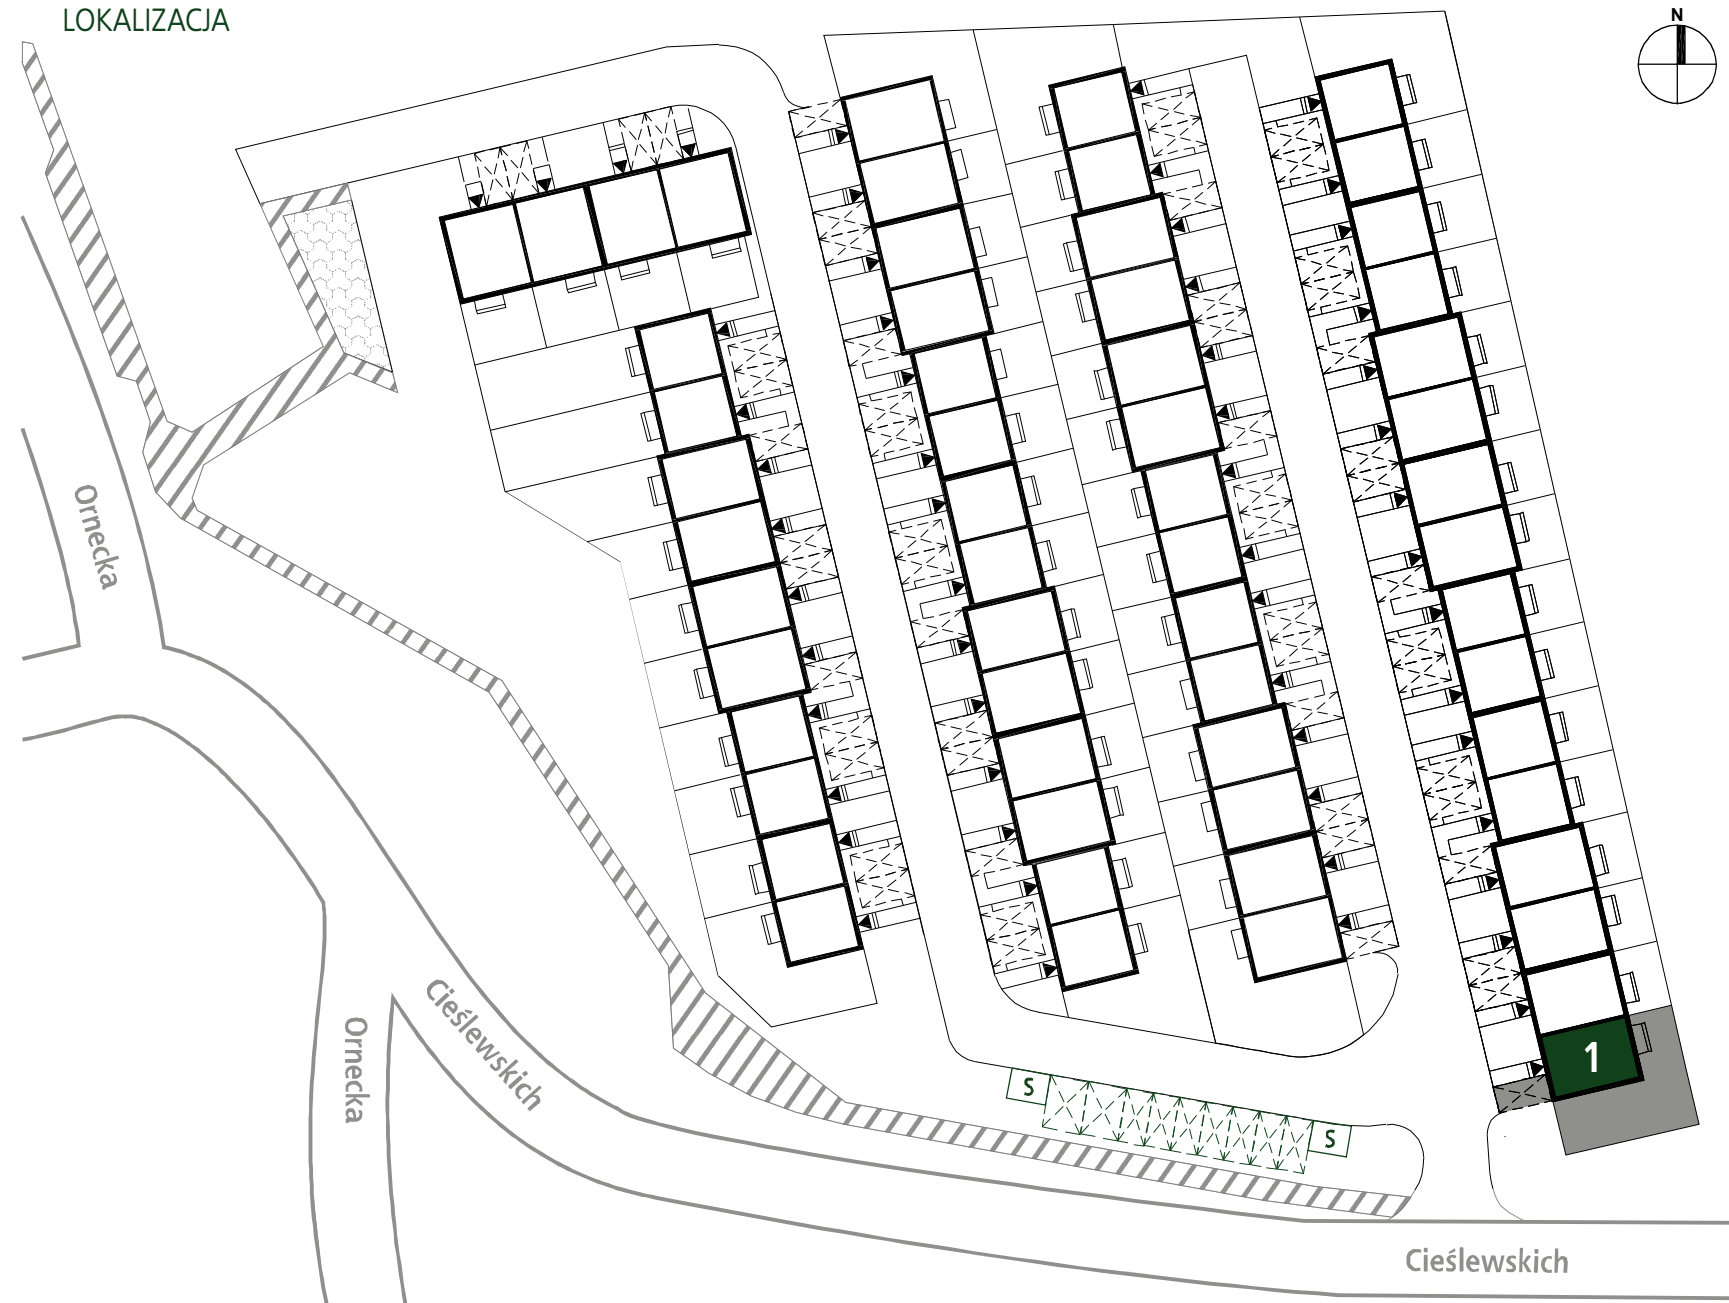 LOKALIZACJA
N
Ornecka
Cieślewskich
Ornecka
1
S
S
Cieślewskich